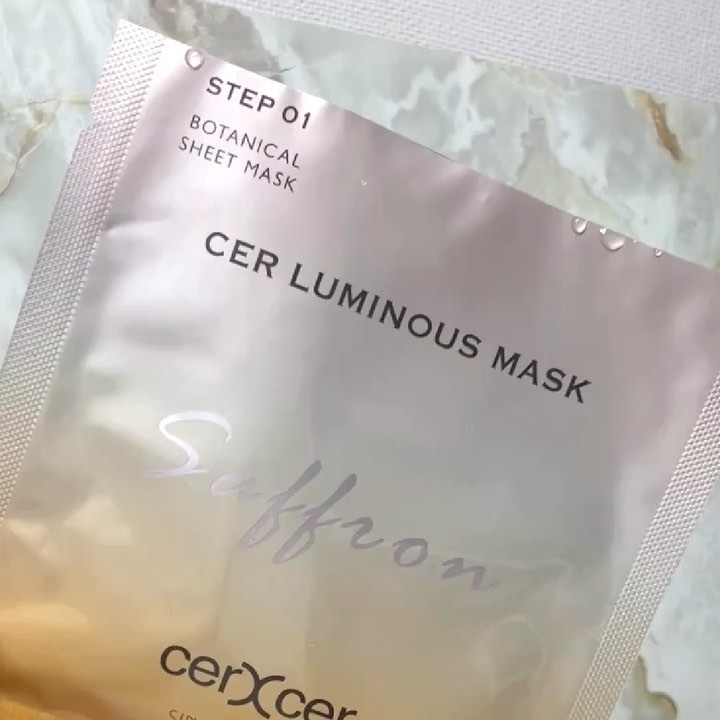 STEP 01
BOTANICAL
SHEET MASK
CER LUMINOUS MASK
Saffron
cerXcer